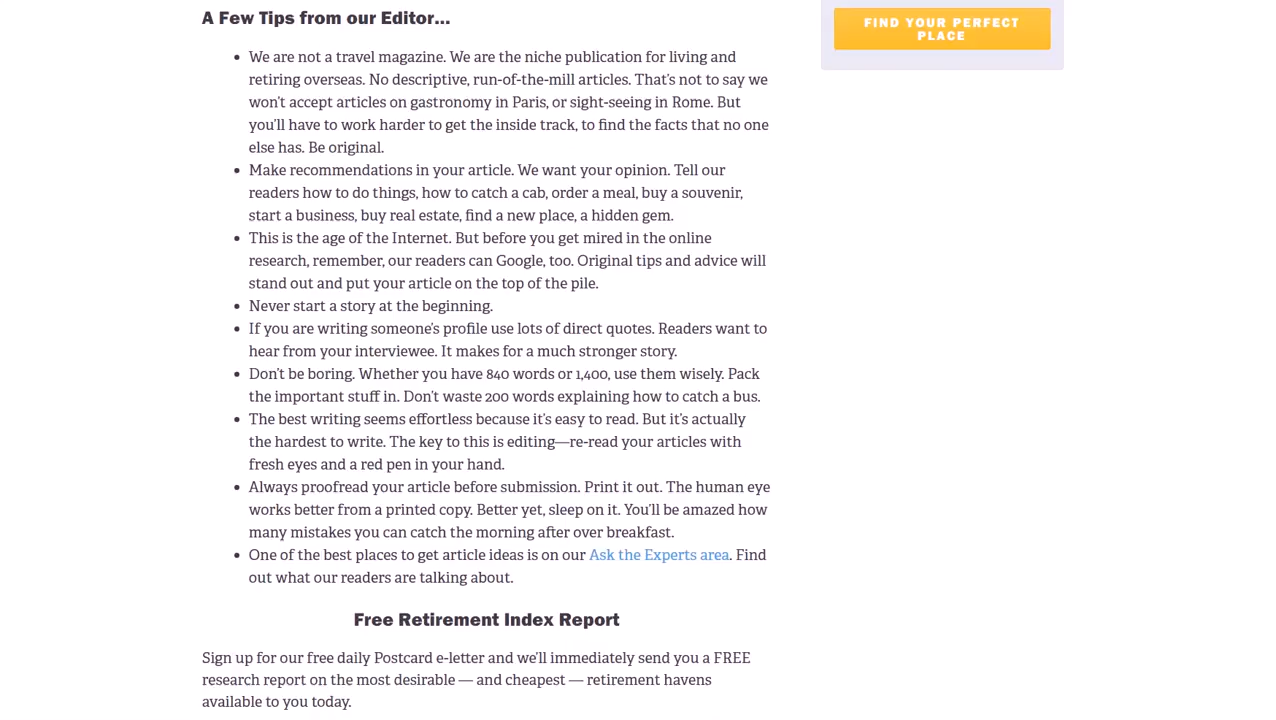 A Few Tips from our Editor...
FIND YOUR PERFECT
PLACE
• We are not a travel magazine. We are the niche publication for living and
retiring overseas. No descriptive, run-of-the-mill articles. That's not to say we
won't accept articles on gastronomy in Paris, or sight-seeing in Rome. But
you'll have to work harder to get the inside track, to find the facts that no one
else has. Be original.
• Make recommendations in your article. We want your opinion. Tell our
readers how to do things, how to catch a cab, order a meal, buy a souvenir,
start a business, buy real estate, find a new place, a hidden gem.
• This is the age of the Internet. But before you get mired in the online
research, remember, our readers can Google, too. Original tips and advice will
stand out and put your article on the top of the pile.
• Never start a story at the beginning.
• If you are writing someone's profile use lots of direct quotes. Readers want to
hear from your interviewee. It makes for a much stronger story.
• Don't be boring. Whether you have 840 words or 1,400, use them wisely. Pack
the important stuff in. Don't waste 200 words explaining how to catch a bus.
• The best writing seems effortless because it's easy to read. But it's actually
the hardest to write. The key to this is editing—re-read your articles with
fresh eyes and a red pen in your hand.
• Always proofread your article before submission. Print it out. The human eye
works better from a printed copy. Better yet, sleep on it. You'll be amazed how
many mistakes you can catch the morning after over breakfast.
• One of the best places to get article ideas is on our Ask the Experts area. Find
out what our readers are talking about.
Free Retirement Index Report
Sign up for our free daily Postcard e-letter and we'll immediately send you a FREE
research report on the most desirable — and cheapest — retirement havens
available to you today.